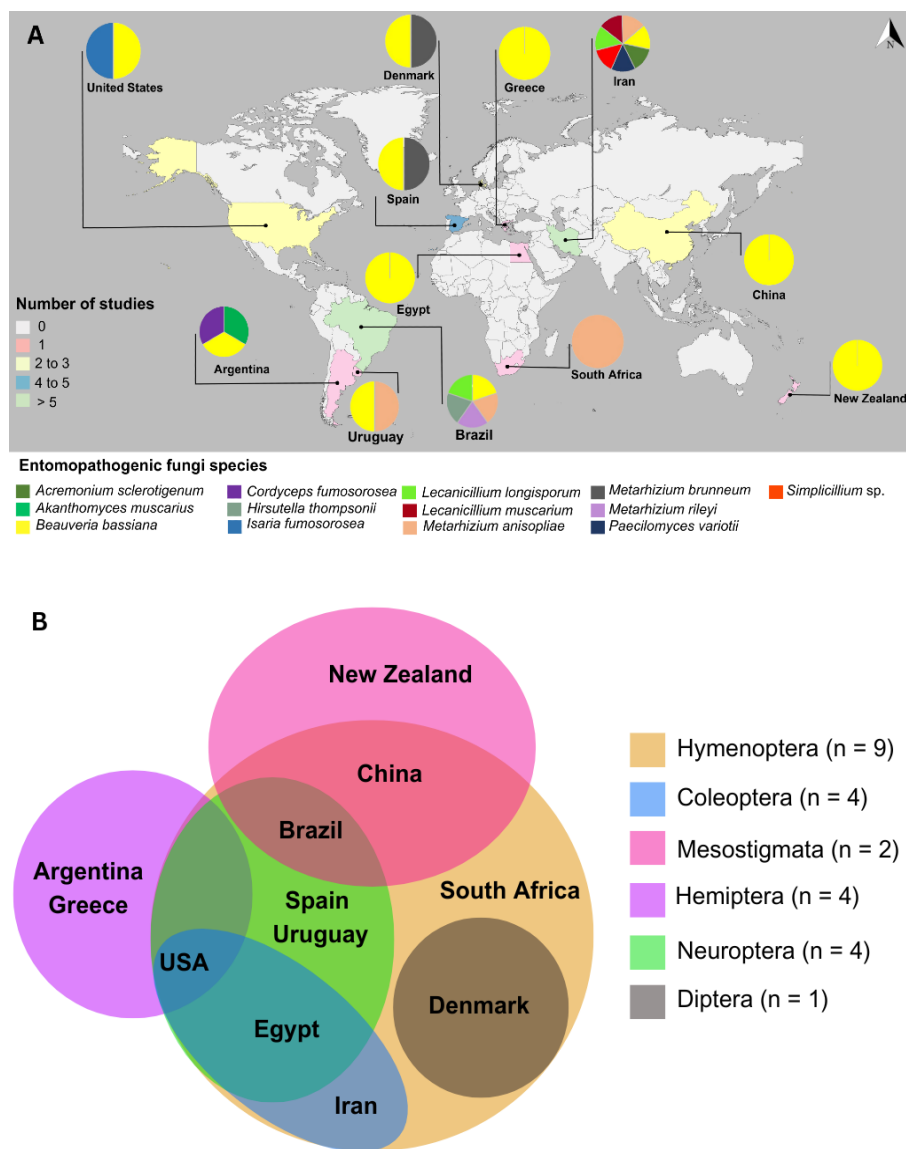 A
N
United States
Denmark
Greece
Iran
Spain
Egypt
China
Number of studies
0
1
2 to 3
4 to 5
> 5
Argentina
Uruguay
Brazil
South Africa
New Zealand
Entomopathogenic fungi species
Acremonium sclerotigenum
Akanthomyces muscarius
Beauveria bassiana
Cordyceps fumosorosea
Hirsutella thompsonii
Isaria fumosorosea
Lecanicillium longisporum
Lecanicillium muscarium
Metarhizium anisopliae
Metarhizium brunneum
Metarhizium rileyi
Paecilomyces variotii
Simplicillium sp.
B
New Zealand
China
Brazil
Argentina
Greece
Spain
Uruguay
South Africa
USA
Denmark
Egypt
Iran
Hymenoptera (n = 9)
Coleoptera (n = 4)
Mesostigmata (n = 2)
Hemiptera (n = 4)
Neuroptera (n = 4)
Diptera (n = 1)